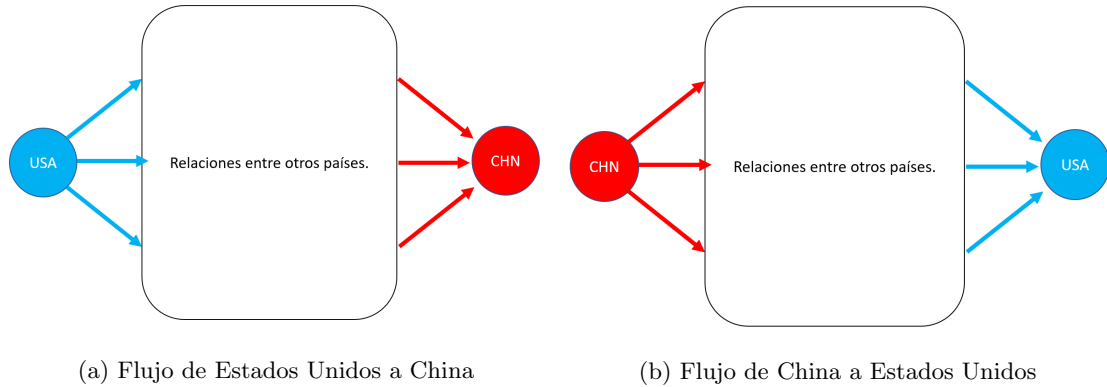 USA
Relaciones entre otros países.
CHN
CHN
Relaciones entre otros países.
USA
(a) Flujo de Estados Unidos a China
(b) Flujo de China a Estados Unidos